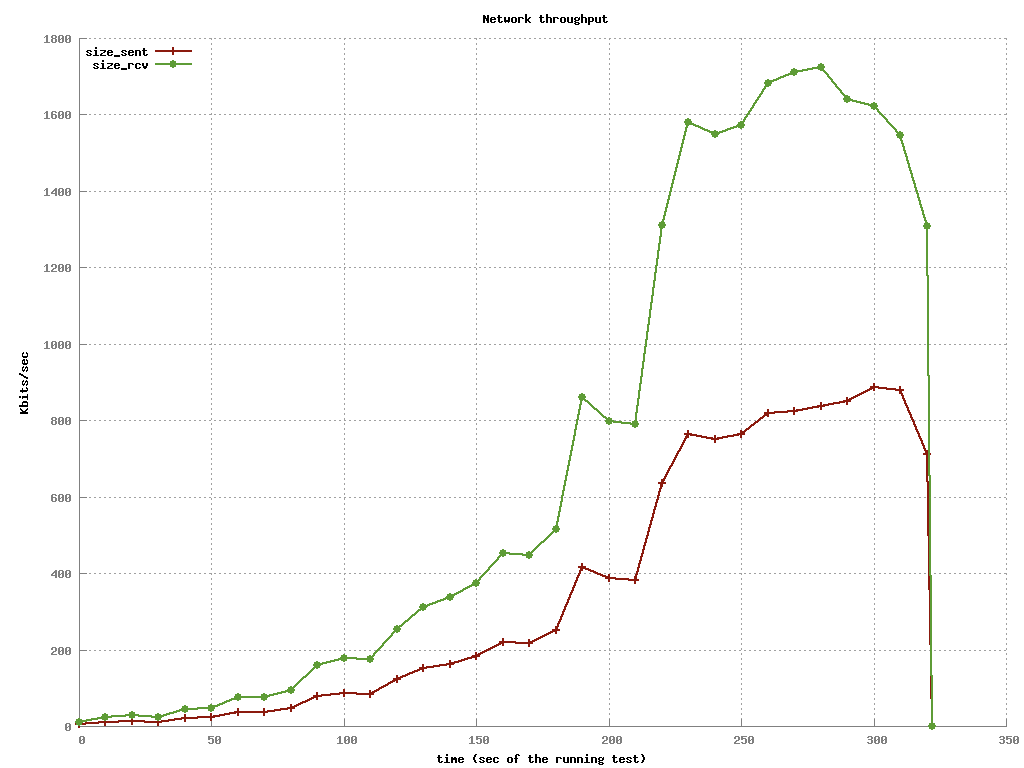 Network throughput
1800
size_sent
size_rcv
1600
1400
1200
1000
Kbits/sec
800
600
400
200
0
0 50 100 150 200 250 300 350
time (sec of the running test)